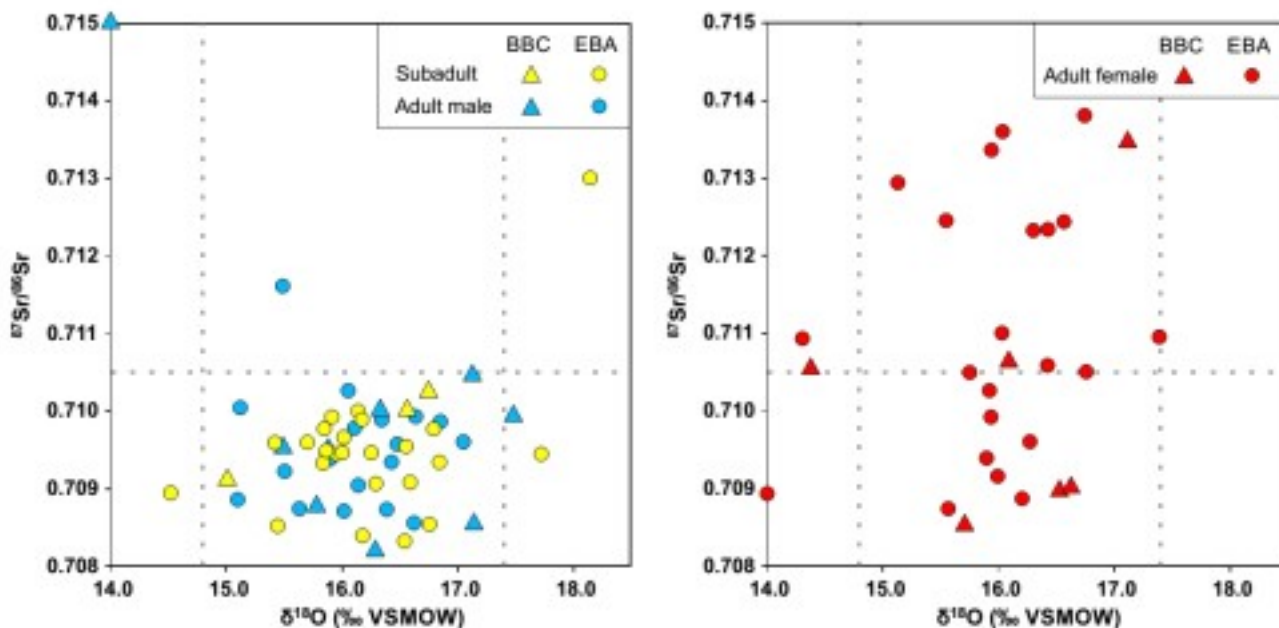 0.715
0.714
0.713
0.712
0.711
0.710
0.709
0.708
⁸⁷Sr/⁸⁶Sr
BBC EBA
Subadult
Adult male
14.0 15.0 16.0 17.0 18.0
δ¹⁸O (‰ VSMOW)
0.715
0.714
0.713
0.712
0.711
0.710
0.709
0.708
⁸⁷Sr/⁸⁶Sr
BBC EBA
Adult female
14.0 15.0 16.0 17.0 18.0
δ¹⁸O (‰ VSMOW)